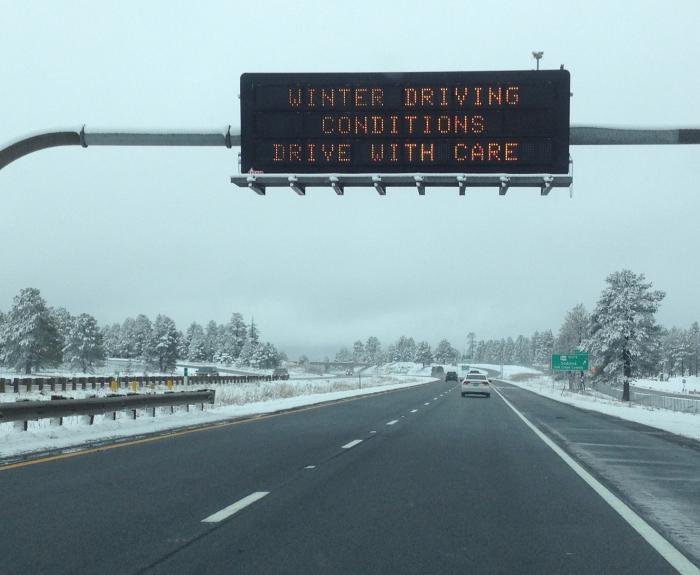 WINTER DRIVING
CONDITIONS
DRIVE WITH CARE